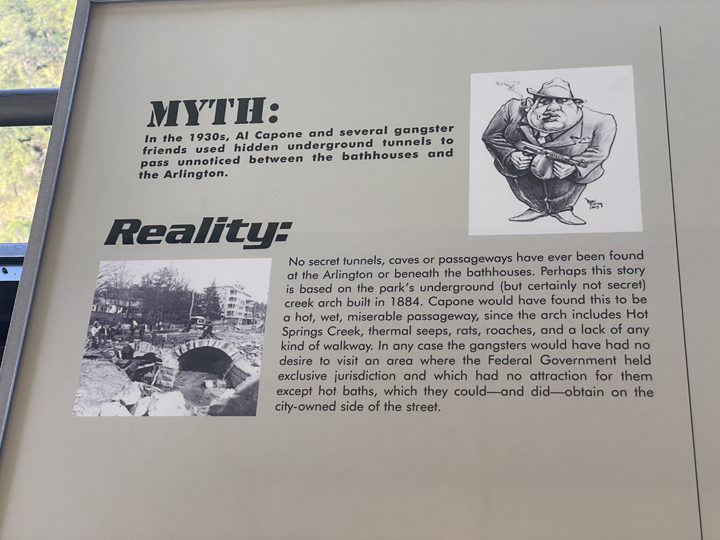 MYTH:
In the 1930s, Al Capone and several gangster
friends used hidden underground tunnels to
pass unnoticed between the bathhouses and
the Arlington.
Reality:
No secret tunnels, caves or passageways have ever been found
at the Arlington or beneath the bathhouses. Perhaps this story
is based on the park's underground (but certainly not secret)
creek arch built in 1884. Capone would have found this to be
a hot, wet, miserable passageway, since the arch includes Hot
Springs Creek, thermal seeps, rats, roaches, and a lack of any
kind of walkway. In any case the gangsters would have had no
desire to visit an area where the Federal Government held
exclusive jurisdiction and which had no attraction for them
except hot baths, which they could—and did—obtain on the
city-owned side of the street.